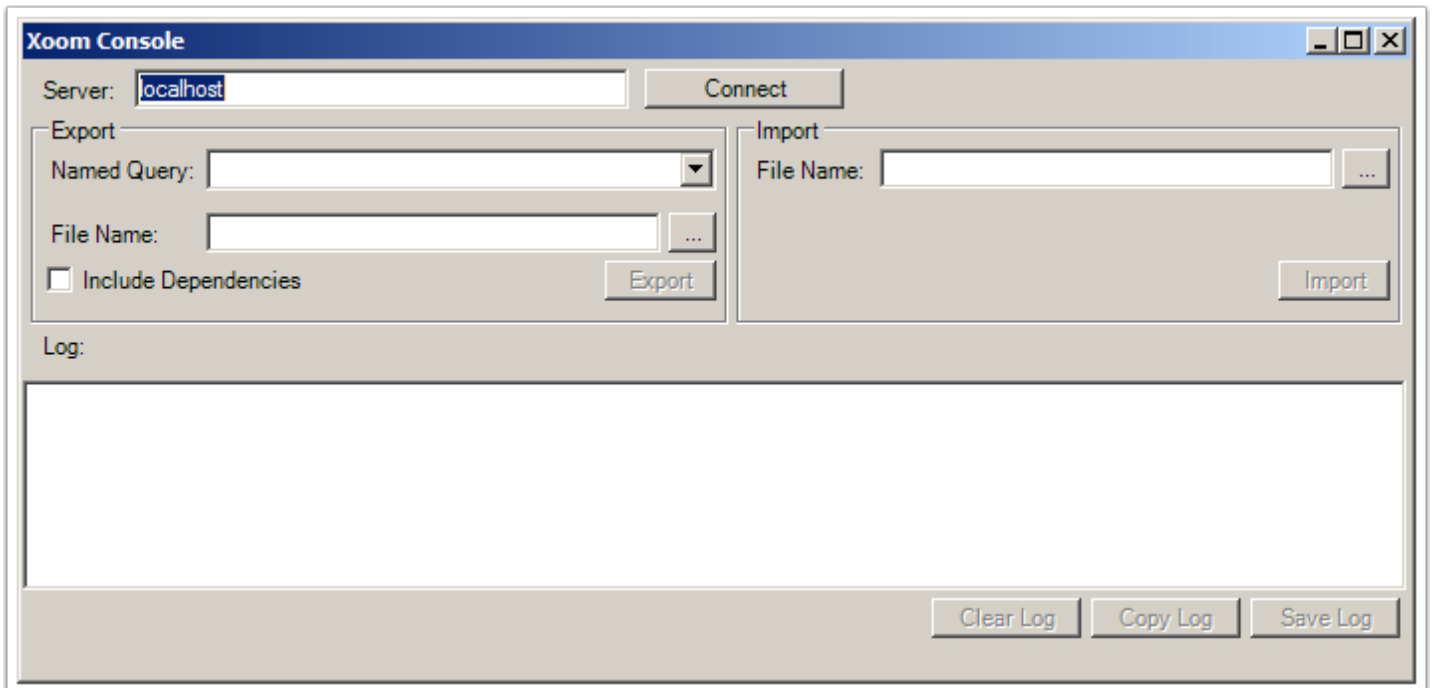 Xoom Console
Server: localhost Connect
Export Import
Named Query: File Name: ...
File Name: ...
Include Dependencies Export Import
Log:
Clear Log Copy Log Save Log